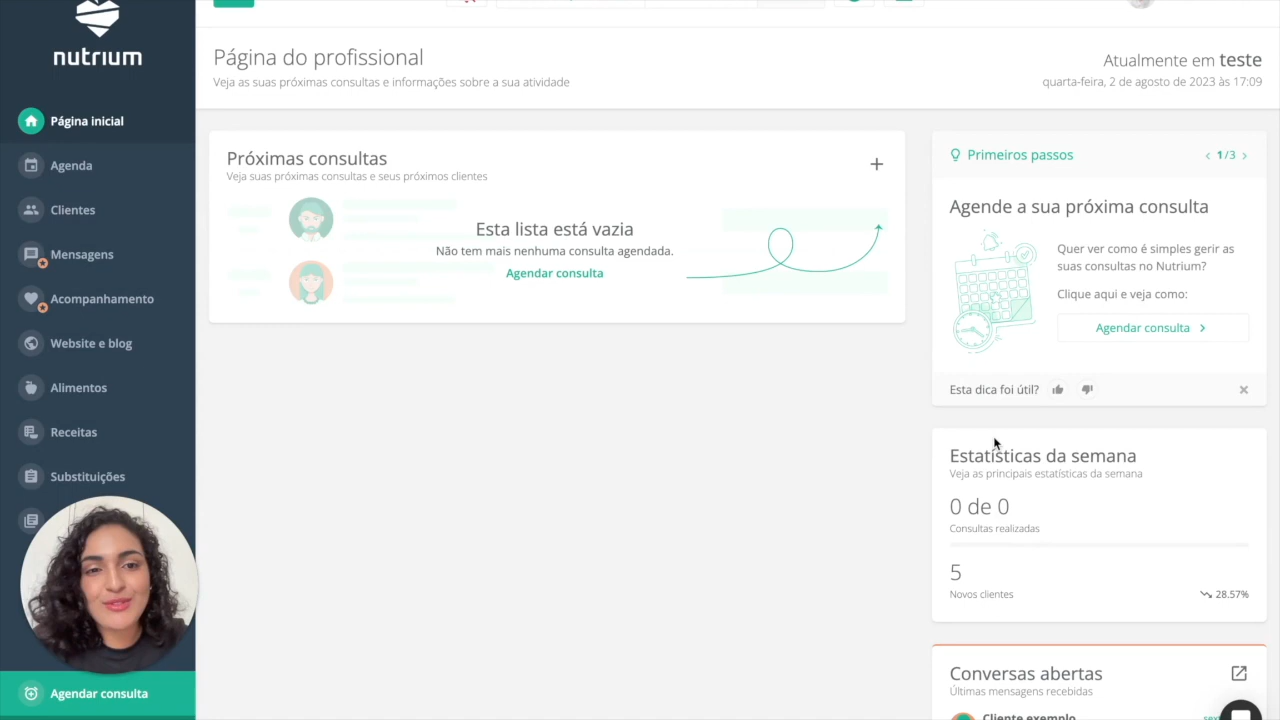 nutrium
Página inicial
Agenda
Clientes
Mensagens
Acompanhamento
Website e blog
Alimentos
Receitas
Substituições
Agendar consulta
Página do profissional
Veja as suas próximas consultas e informações sobre a sua atividade
Atualmente em teste
quarta-feira, 2 de agosto de 2023 às 17:09
Próximas consultas
Veja suas próximas consultas e seus próximos clientes
Esta lista está vazia
Não tem mais nenhuma consulta agendada.
Agendar consulta
Primeiros passos
1/3
Agende a sua próxima consulta
Quer ver como é simples gerir as
suas consultas no Nutrium?
Clique aqui e veja como:
Agendar consulta
Esta dica foi útil?
Estatísticas da semana
Veja as principais estatísticas da semana
0 de 0
Consultas realizadas
5
Novos clientes
28.57%
Conversas abertas
Últimas mensagens recebidas
Cliente exemplo